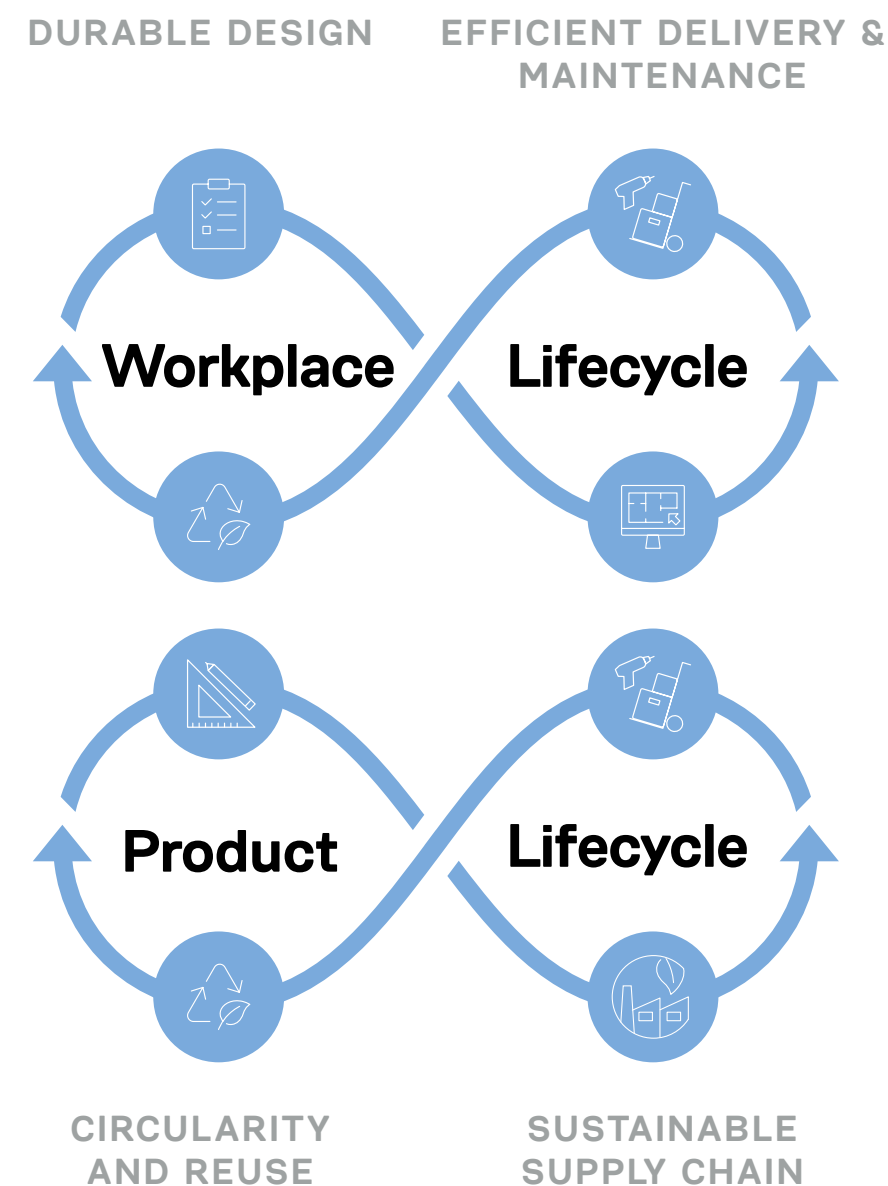 DURABLE DESIGN
EFFICIENT DELIVERY &
MAINTENANCE
Workplace
Lifecycle
Product
Lifecycle
CIRCULARITY
AND REUSE
SUSTAINABLE
SUPPLY CHAIN